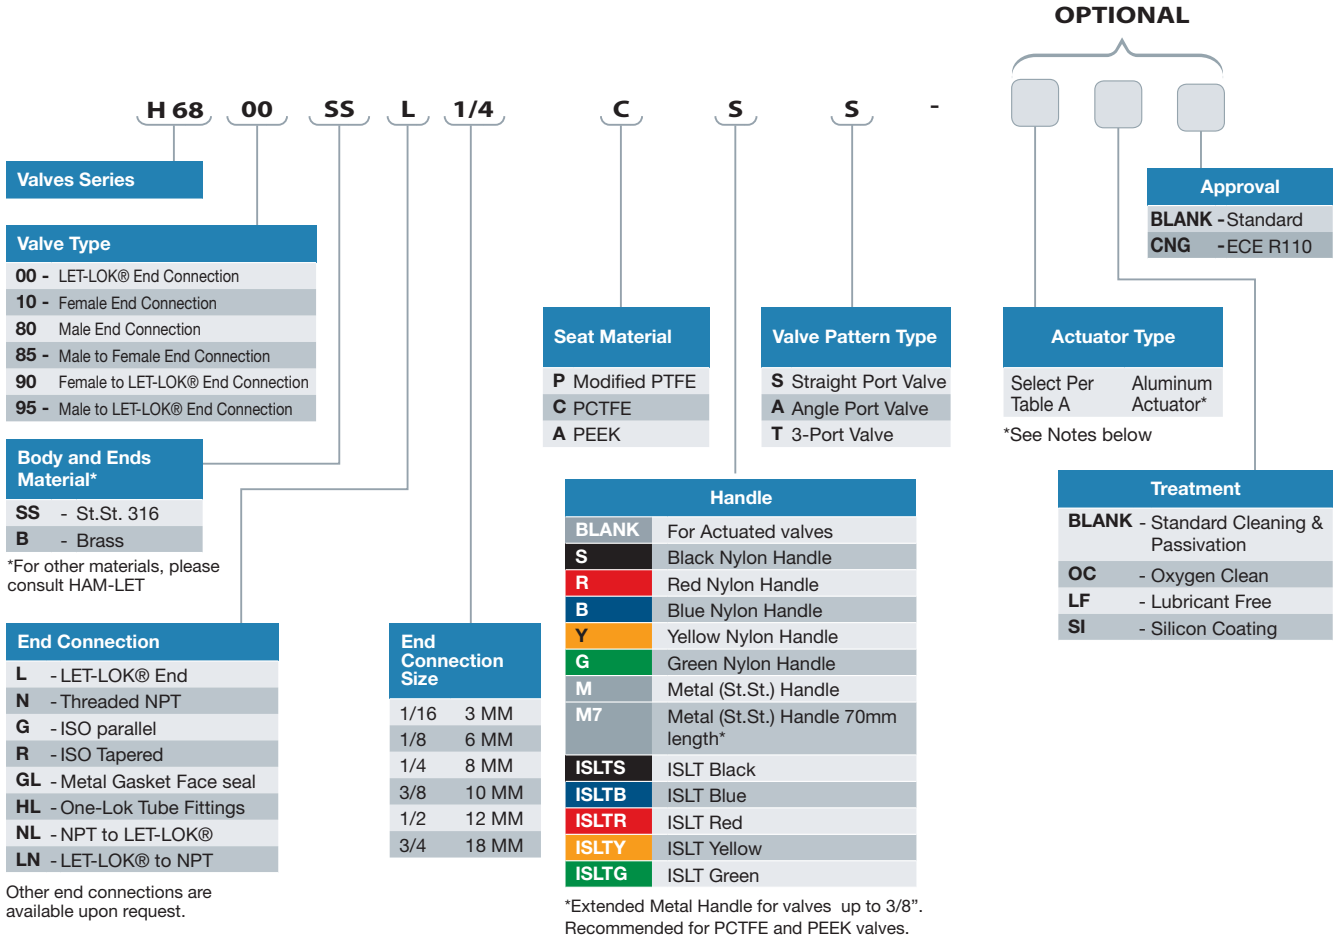 OPTIONAL
H 68 00 SS L 1/4 C S S -
Valves Series
Valve Type
00 - LET-LOK® End Connection
10 - Female End Connection
80 Male End Connection
85 - Male to Female End Connection
90 Female to LET-LOK® End Connection
95 - Male to LET-LOK® End Connection
Body and Ends
Material*
SS - St.St. 316
B - Brass
*For other materials, please
consult HAM-LET
End Connection
L - LET-LOK® End
N - Threaded NPT
G - ISO parallel
R - ISO Tapered
GL - Metal Gasket Face seal
HL - One-Lok Tube Fittings
NL - NPT to LET-LOK®
LN - LET-LOK® to NPT
Other end connections are
available upon request.
End
Connection
Size
1/16 3 MM
1/8 6 MM
1/4 8 MM
3/8 10 MM
1/2 12 MM
3/4 18 MM
Seat Material
P Modified PTFE
C PCTFE
A PEEK
Handle
BLANK For Actuated valves
S Black Nylon Handle
R Red Nylon Handle
B Blue Nylon Handle
Y Yellow Nylon Handle
G Green Nylon Handle
M Metal (St.St.) Handle
M7 Metal (St.St.) Handle 70mm
length*
ISLTS ISLT Black
ISLTB ISLT Blue
ISLTR ISLT Red
ISLTY ISLT Yellow
ISLTG ISLT Green
*Extended Metal Handle for valves up to 3/8”.
Recommended for PCTFE and PEEK valves.
Valve Pattern Type
S Straight Port Valve
A Angle Port Valve
T 3-Port Valve
Actuator Type
Select Per Aluminum
Table A Actuator*
*See Notes below
Treatment
BLANK - Standard Cleaning &
Passivation
OC - Oxygen Clean
LF - Lubricant Free
SI - Silicon Coating
Approval
BLANK - Standard
CNG - ECE R110